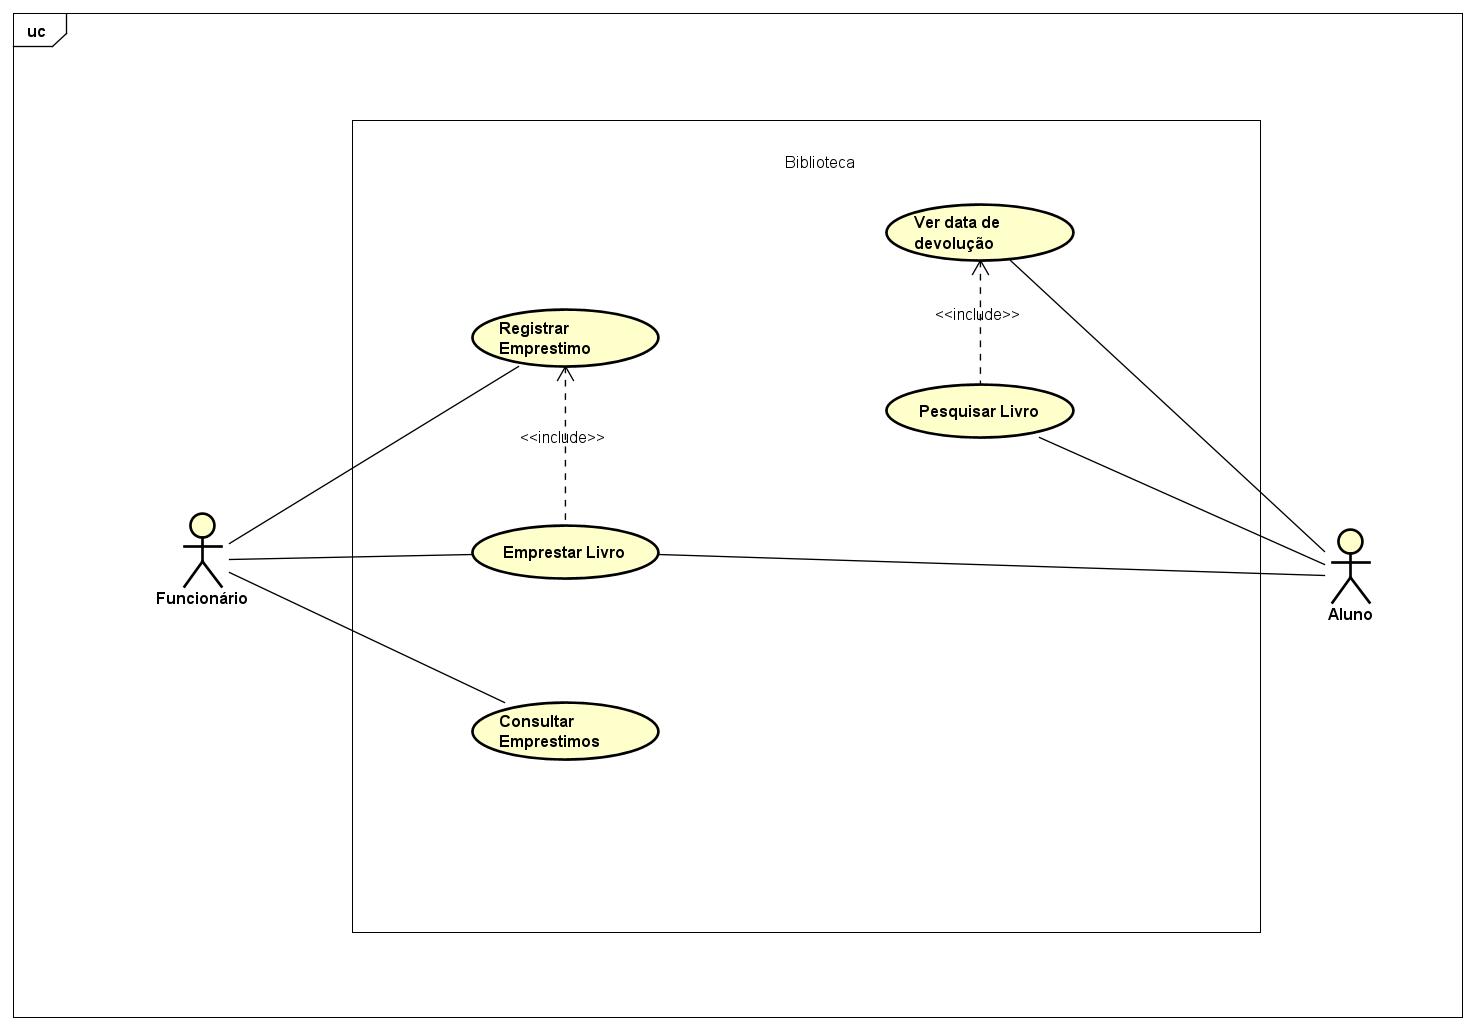 uc
Biblioteca
Ver data de
devolução
<<include>>
Pesquisar Livro
Registrar
Emprestimo
<<include>>
Emprestar Livro
Consultar
Emprestimos
Funcionário
Aluno